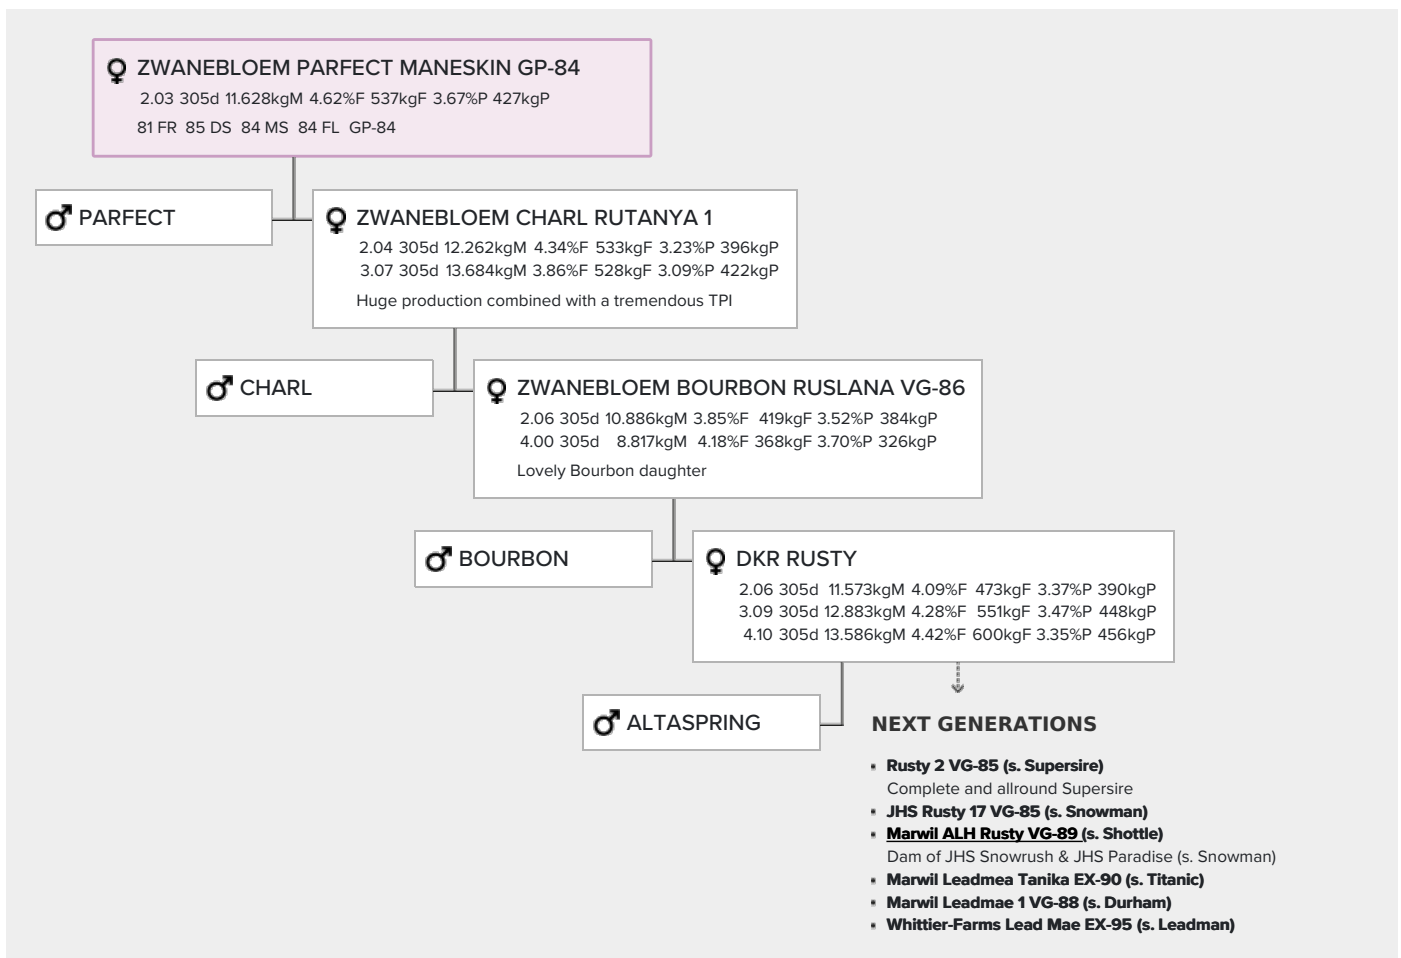 ZWANEBLOEM PARFECT MANESKIN GP-84
2.03 305d 11.628kgM 4.62%F 537kgF 3.67%P 427kgP
81 FR 85 DS 84 MS 84 FL GP-84
PARFECT
ZWANEBLOEM CHARL RUTANYA 1
2.04 305d 12.262kgM 4.34%F 533kgF 3.23%P 396kgP
3.07 305d 13.684kgM 3.86%F 528kgF 3.09%P 422kgP
Huge production combined with a tremendous TPI
CHARL
ZWANEBLOEM BOURBON RUSLANA VG-86
2.06 305d 10.886kgM 3.85%F 419kgF 3.52%P 384kgP
4.00 305d 8.817kgM 4.18%F 368kgF 3.70%P 326kgP
Lovely Bourbon daughter
BOURBON
DKR RUSTY
2.06 305d 11.573kgM 4.09%F 473kgF 3.37%P 390kgP
3.09 305d 12.883kgM 4.28%F 551kgF 3.47%P 448kgP
4.10 305d 13.586kgM 4.42%F 600kgF 3.35%P 456kgP
ALTASPRING
NEXT GENERATIONS
Rusty 2 VG-85 (s. Supersire)
Complete and allround Supersire
JHS Rusty 17 VG-85 (s. Snowman)
Marwil ALH Rusty VG-89 (s. Shottle)
Dam of JHS Snowrush & JHS Paradise (s. Snowman)
Marwil Leadmea Tanika EX-90 (s. Titanic)
Marwil Leadmae 1 VG-88 (s. Durham)
Whittier-Farms Lead Mae EX-95 (s. Leadman)